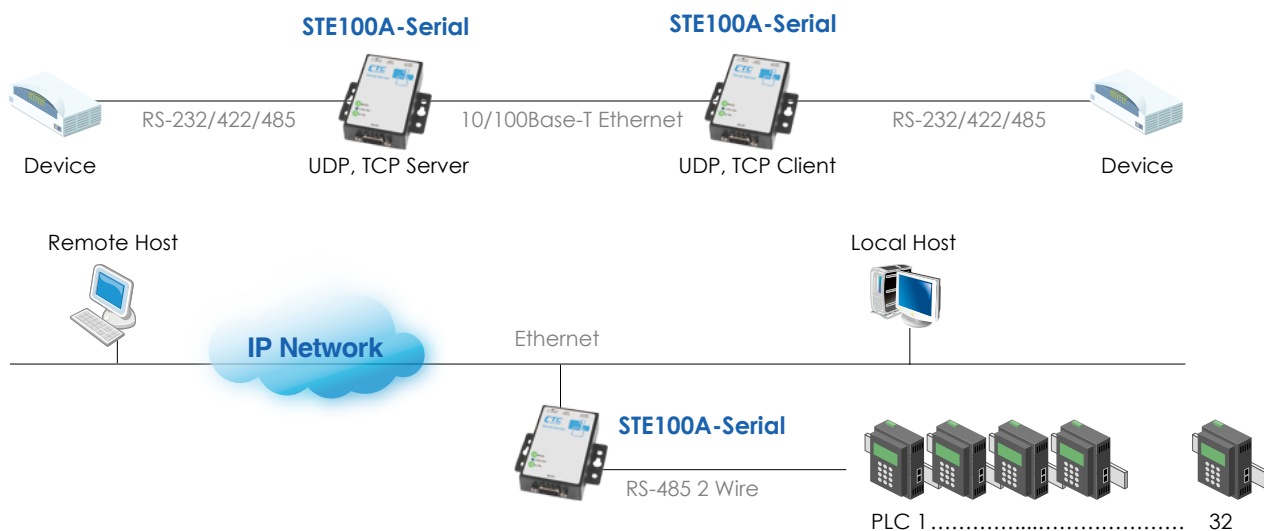 STE100A-Serial STE100A-Serial
RS-232/422/485 10/100Base-T Ethernet RS-232/422/485
Device UDP, TCP Server UDP, TCP Client Device
Remote Host Local Host
IP Network Ethernet
CTC
STE100A-Serial
RS-485 2 Wire
PLC 1.................................... 32